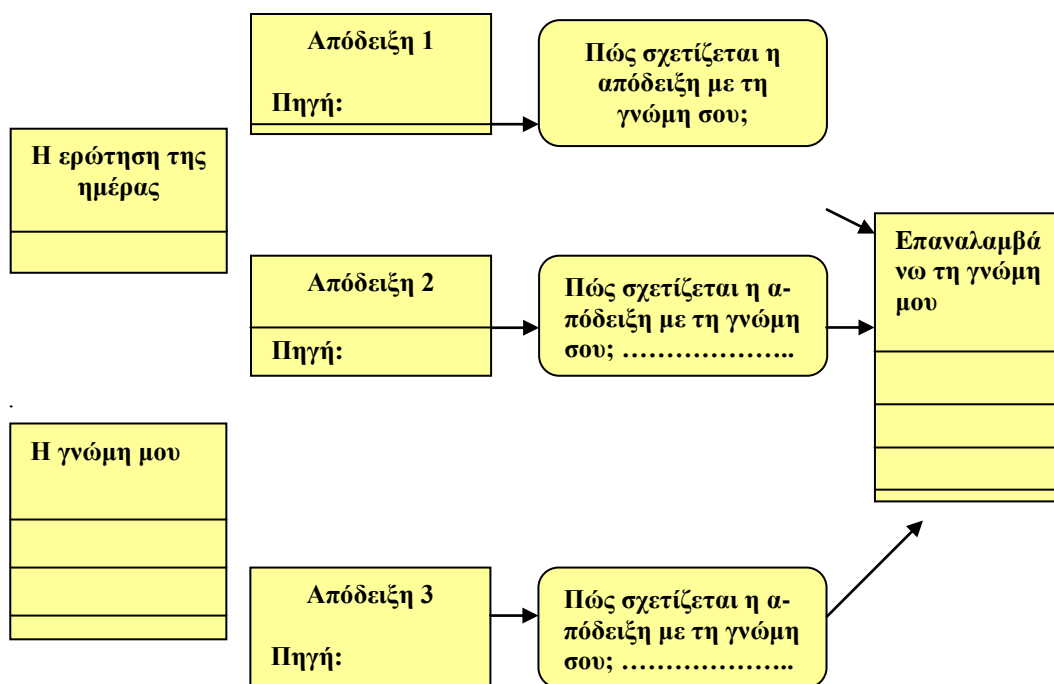 Απόδειξη 1
Πηγή:
Πώς σχετίζεται η
απόδειξη με τη
γνώμη σου;
Η ερώτηση της
ημέρας
Απόδειξη 2
Πηγή:
Πώς σχετίζεται η α-
πόδειξη με τη γνώμη
σου; ………………..
Επαναλαμβά
νω τη γνώμη
μου
.
Η γνώμη μου
Απόδειξη 3
Πηγή:
Πώς σχετίζεται η α-
πόδειξη με τη γνώμη
σου; ………………..